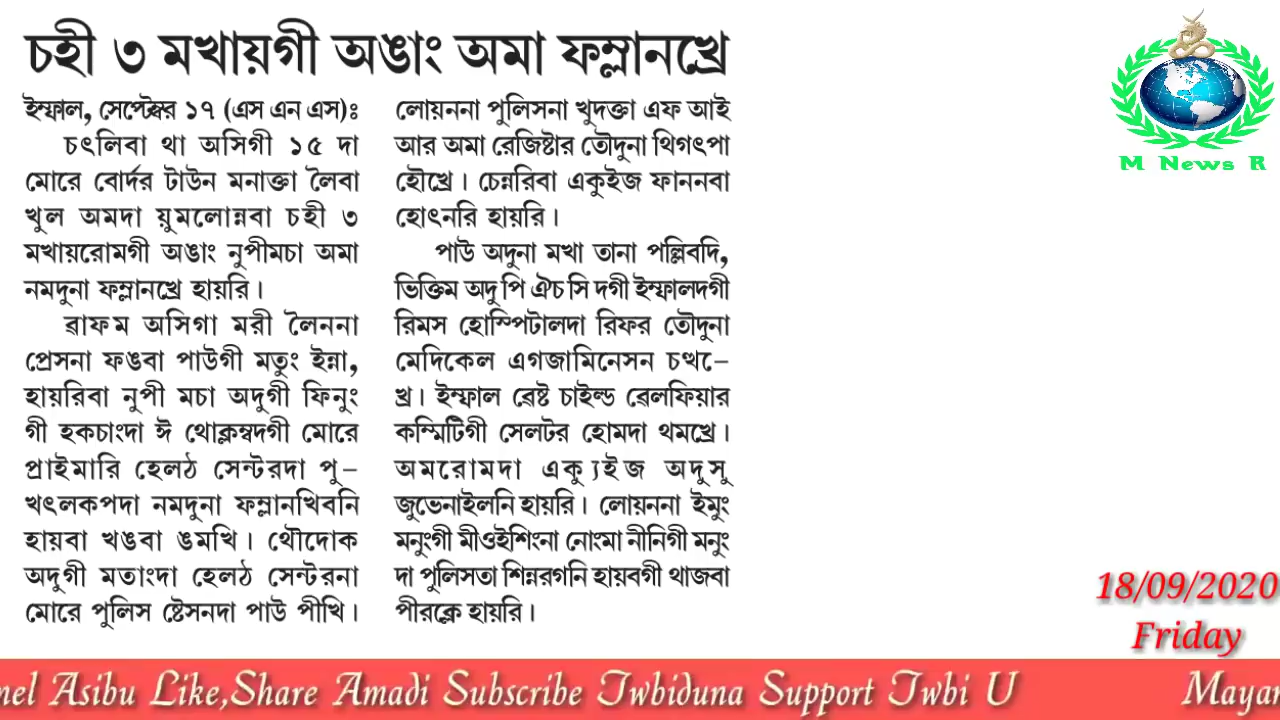 চহী ৩ মখায়গী অঙাং অমা ফম্লানখ্রে
ইম্ফাল, সেপ্টেম্বর ১৭ (এস এন এস)ঃ
চৎলিবা থা অসিগী ১৫ দা
মোরে বোর্দর টাউন মনাক্তা লৈবা
খুল অমদা য়ুমলোন্নবা চহী ৩
মখায়রোমগী অঙাং নুপীমচা অমা
নমদুনা ফম্লানখ্রে হায়রি।
ৱাফম অসিগা মরী লৈননা
প্রেসনা ফঙবা পাউগী মতুং ইন্না,
হায়রিবা নুপী মচা অদুগী ফিনুং
গী হকচাংদা ঈ থোক্লম্বদগী মোরে
প্রাইমারি হেলঠ সেন্টরদা পু-
খৎলকপদা নমদুনা ফম্লানখিবনি
হায়বা খঙবা ঙমখি। থৌদোক
অদুগী মতাংদা হেলঠ সেন্টরনা
মোরে পুলিস ষ্টেসনদা পাউ পীখি।
লোয়ননা পুলিসনা খুদক্তা এফ আই
আর অমা রেজিষ্টার তৌদুনা থিগৎপা
হৌখ্রে। চেন্নরিবা একুইজ ফাননবা
হোৎনরি হায়রি।
পাউ অদুনা মখা তানা পল্লিবদি,
ভিক্তিম অদু পি ঐচ সি দগী ইম্ফালদগী
রিমস হোস্পিটালদা রিফর তৌদুনা
মেদিকেল এগজামিনেসন চত্থে-
খ্র। ইম্ফাল ৱেষ্ট চাইল্ড ৱেলফিয়ার
কম্মিটিগী সেলটর হোমদা থমখ্রে।
অমরোমদা একু্যইজ অদুসু
জুভেনাইলনি হায়রি। লোয়ননা ইমুং
মনুংগী মীওইশিংনা নোংমা নীনিগী মনুং
দা পুলিসতা শিন্নরগনি হায়বগী থাজবা
পীরক্লে হায়রি।
M News R
18/09/2020
Friday
nel Asibu Like,Share Amadi Subscribe Twbiduna Support Twbi U Mayan